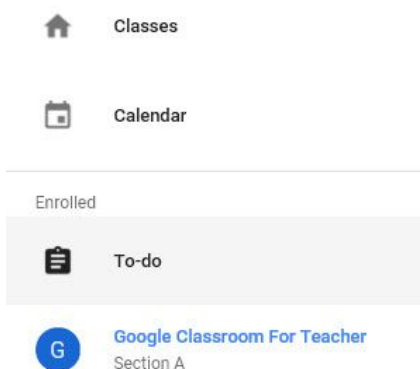 Classes
Calendar
Enrolled
To-do
G
Google Classroom For Teacher
Section A